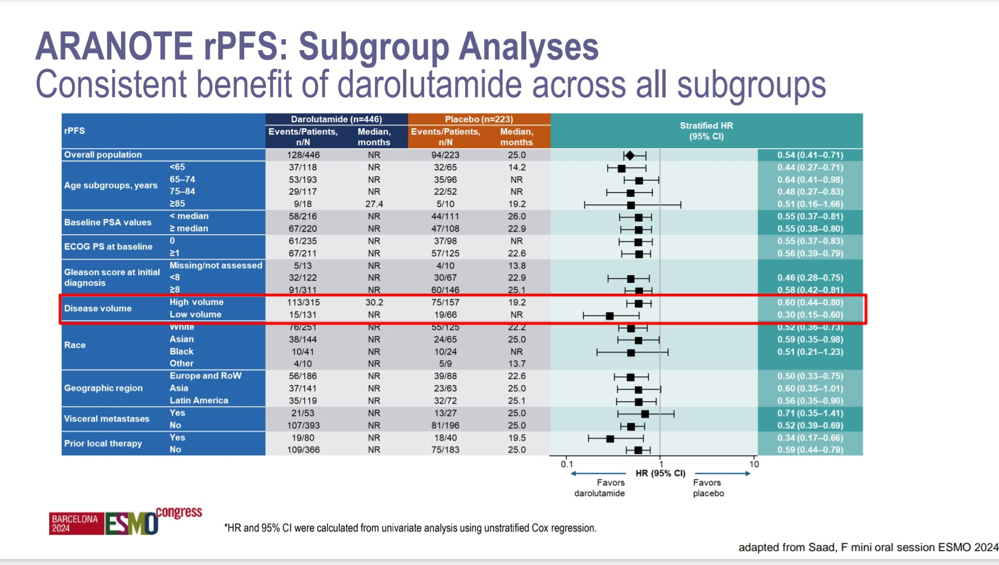 ARANOTE rPFS: Subgroup Analyses
Consistent benefit of darolutamide across all subgroups
rPFS
Darolutamide (n=446)
Placebo (n=223)
Stratified HR
(95% CI)
Events/Patients,
n/N
Median,
months
Events/Patients,
n/N
Median,
months
Overall population 128/446 NR 94/223 25.0 0.54 (0.41–0.71)
Age subgroups, years
<65 37/118 NR 32/65 14.2 0.44 (0.27–0.71)
65–74 53/193 NR 35/96 NR 0.64 (0.41–0.98)
75–84 29/117 NR 22/52 NR 0.48 (0.27–0.83)
≥85 9/18 27.4 5/10 19.2 0.51 (0.16–1.66)
Baseline PSA values
< median 58/216 NR 44/111 26.0 0.55 (0.37–0.81)
≥ median 67/220 NR 47/108 22.9 0.55 (0.38–0.80)
ECOG PS at baseline
0 61/235 NR 37/98 NR 0.55 (0.37–0.83)
≥1 67/211 NR 57/125 22.6 0.56 (0.39–0.79)
Gleason score at initial
diagnosis
Missing/not assessed 5/13 NR 4/10 13.8
<8 32/122 NR 30/67 22.9 0.46 (0.28–0.75)
≥8 91/311 NR 60/146 25.1 0.58 (0.42–0.81)
Disease volume
High volume 113/315 30.2 75/157 19.2 0.60 (0.44–0.80)
Low volume 15/131 NR 19/66 NR 0.30 (0.15–0.60)
Race
White 76/251 NR 55/125 22.2 0.52 (0.36–0.73)
Asian 38/144 NR 24/65 25.0 0.59 (0.35–0.98)
Black 10/41 NR 10/24 NR 0.51 (0.21–1.23)
Other 4/10 NR 5/9 13.7
Geographic region
Europe and RoW 56/186 NR 39/88 22.6 0.50 (0.33–0.75)
Asia 37/141 NR 23/63 25.0 0.60 (0.35–1.01)
Latin America 35/119 NR 32/72 25.1 0.56 (0.35–0.90)
Visceral metastases
Yes 21/53 NR 13/27 25.0 0.71 (0.35–1.41)
No 107/393 NR 81/196 25.0 0.52 (0.39–0.69)
Prior local therapy
Yes 19/80 NR 18/40 19.5 0.34 (0.17–0.66)
No 109/366 NR 75/183 25.0 0.59 (0.44–0.79)
0.1 1 10
HR (95% CI)
Favors
darolutamide
Favors
placebo
BARCELONA
2024
ESMO congress
*HR and 95% CI were calculated from univariate analysis using unstratified Cox regression.
adapted from Saad, F mini oral session ESMO 2024